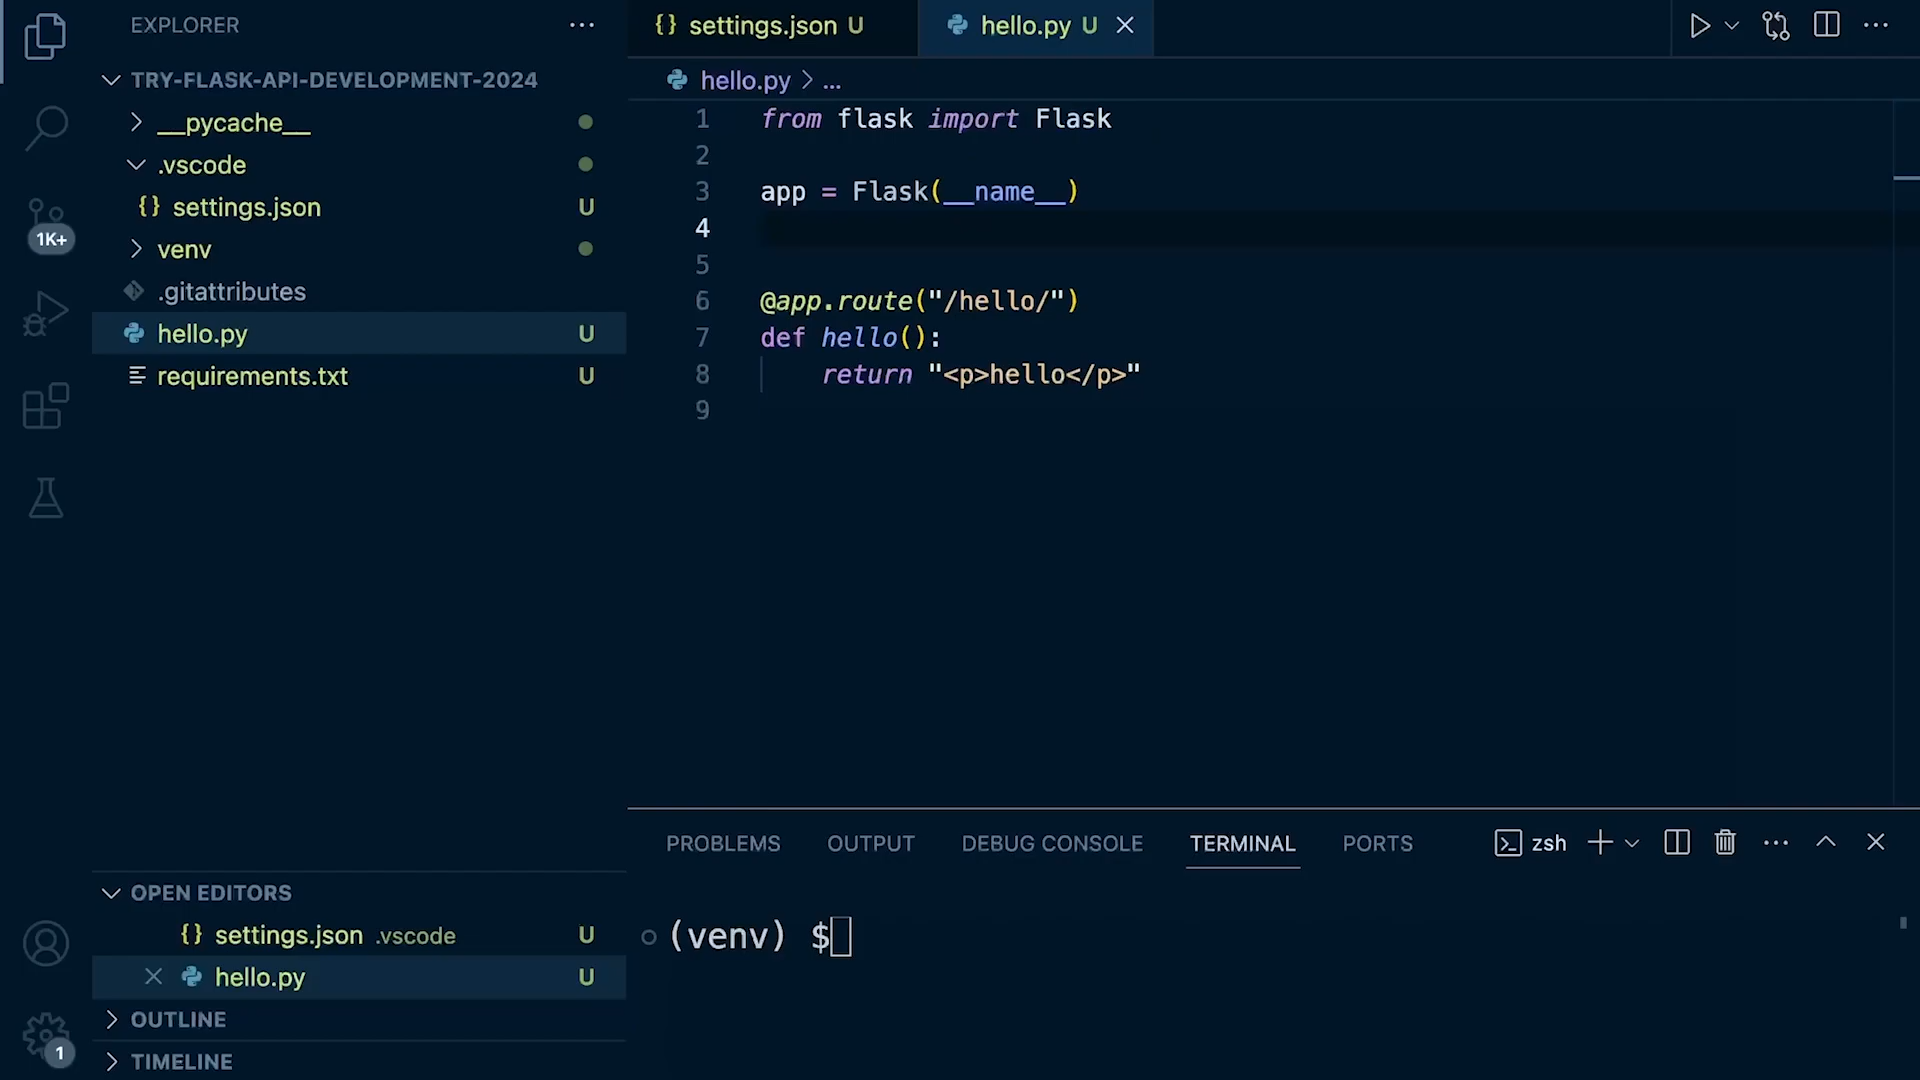 EXPLORER
TRY-FLASK-API-DEVELOPMENT-2024
__pycache__
.vscode
{} settings.json U
venv
.gitattributes
hello.py U
requirements.txt U
1K+
OPEN EDITORS
{} settings.json .vscode U
hello.py U
OUTLINE
TIMELINE
1
{} settings.json U
hello.py U
hello.py > ...
1 from flask import Flask
2
3 app = Flask(__name__)
4
5
6 @app.route("/hello/")
7 def hello():
8     return "<p>hello</p>"
9
PROBLEMS OUTPUT DEBUG CONSOLE TERMINAL PORTS zsh
(venv) $